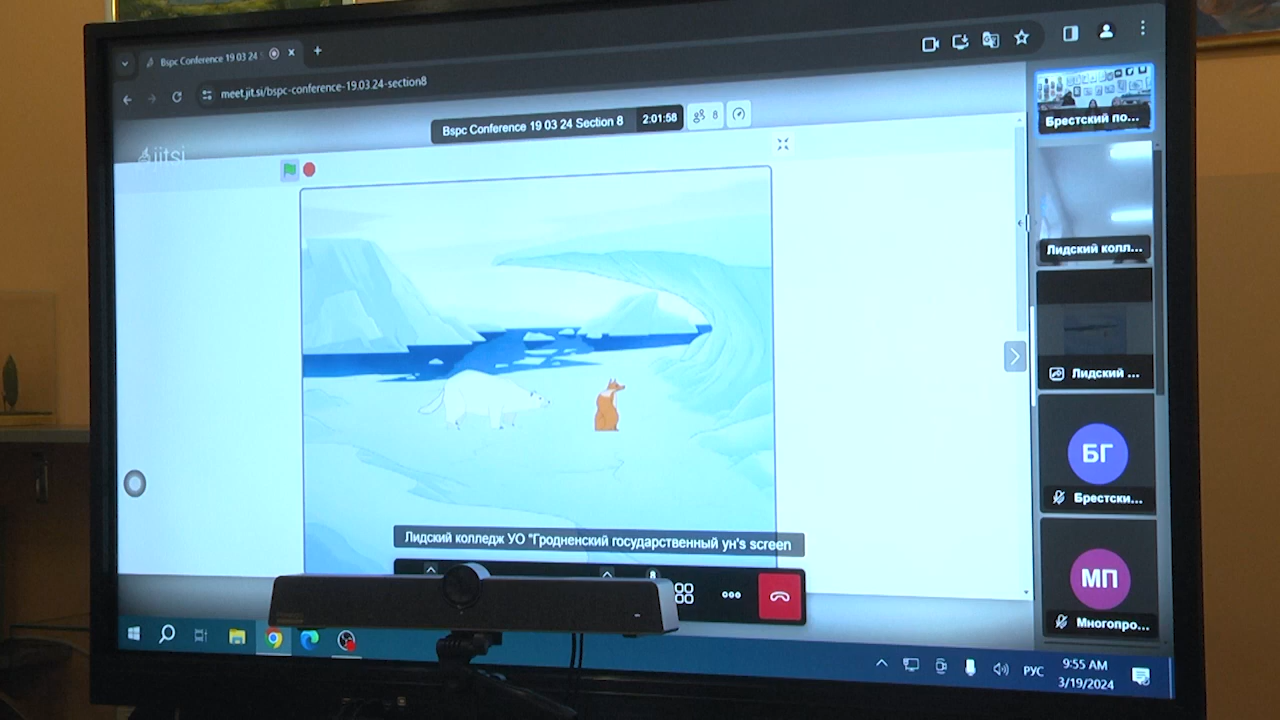 Bspc Conference 19 03 24
meet.jit.si/bspc-conference-19.03.24-section8
Bspc Conference 19 03 24 Section 8
2:01:58
8
jitsi
Брестский по...
Лидский колл...
Лидский ...
БГ
Брестски...
МП
Многопро...
Лидский колледж УО "Гродненский государственный ун's screen
8
РУС
9:55 AM
3/19/2024